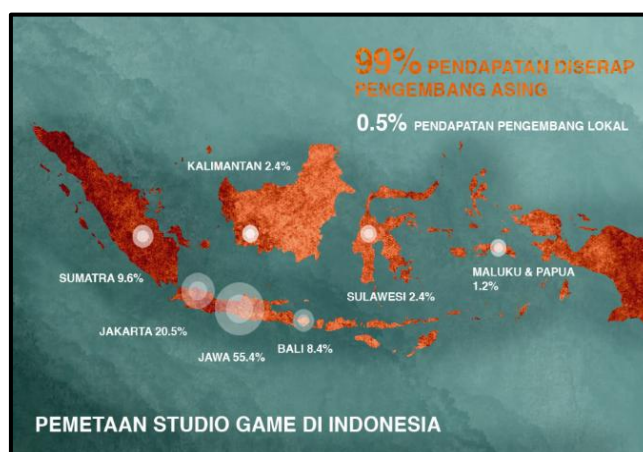 99% PENDAPATAN DISERAP
PENGEMBANG ASING
0.5% PENDAPATAN PENGEMBANG LOKAL
KALIMANTAN 2.4%
SUMATRA 9.6%
MALUKU & PAPUA
1.2%
SULAWESI 2.4%
JAKARTA 20.5%
JAWA 55.4%
BALI 8.4%
PEMETAAN STUDIO GAME DI INDONESIA